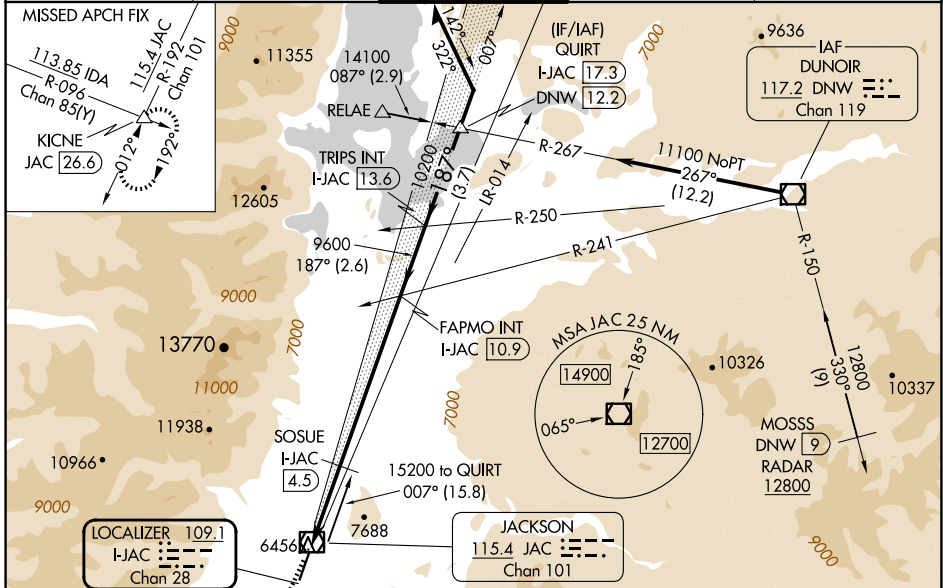 MISSED APCH FIX
113.85 IDA
R-096
Chan 85(Y)
115.4 JAC
R-192
Chan 101
KICNE
JAC 26.6
012°
192°
9000
11355
14100
087° (2.9)
RELAE
142°
322°
007°
(IF/IAF)
QUIRT
I-JAC 17.3
DNW 12.2
7000
9636
IAF
DUNOIR
117.2 DNW
Chan 119
TRIPS INT
I-JAC 13.6
10200
187°
(3.7)
LR-014
R-267
11100 NoPT
267°
(12.2)
R-250
R-241
R-150
12605
9600
187° (2.6)
9000
7000
13770
11000
FAPMO INT
I-JAC 10.9
MSA JAC 25 NM
185°
14900
065°
12700
10326
12800
330°
(9)
10337
7000
11938
10966
9000
SOSUE
I-JAC
4.5
15200 to QUIRT
007° (15.8)
MOSSS
DNW 9
RADAR
12800
9000
7688
6456
LOCALIZER 109.1
I-JAC
Chan 28
JACKSON
115.4 JAC
Chan 101